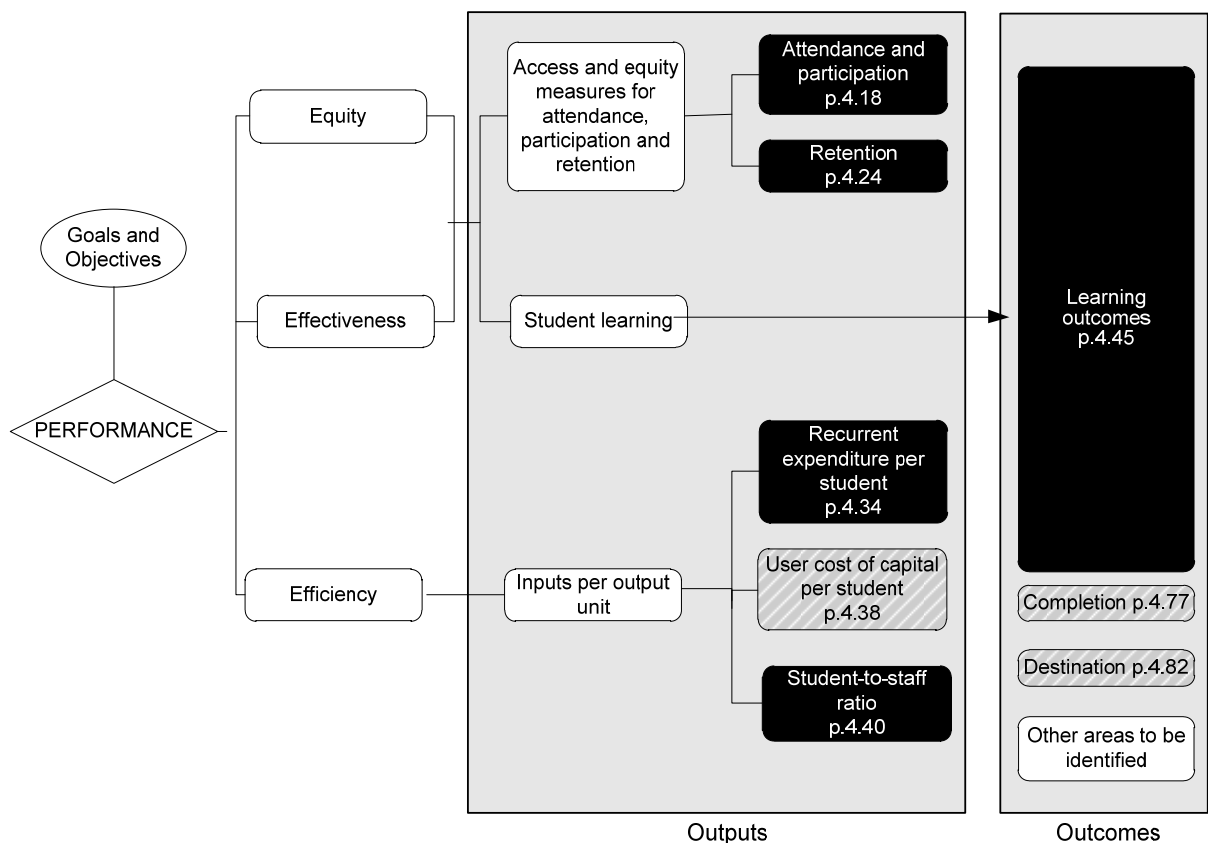 Goals and
Objectives
PERFORMANCE
Equity
Effectiveness
Efficiency
Access and equity
measures for
attendance,
participation and
retention
Student learning
Inputs per output
unit
Attendance and
participation
p.4.18
Retention
p.4.24
Recurrent
expenditure per
student
p.4.34
User cost of capital
per student
p.4.38
Student-to-staff
ratio
p.4.40
Outputs
Learning
outcomes
p.4.45
Completion p.4.77
Destination p.4.82
Other areas to be
identified
Outcomes